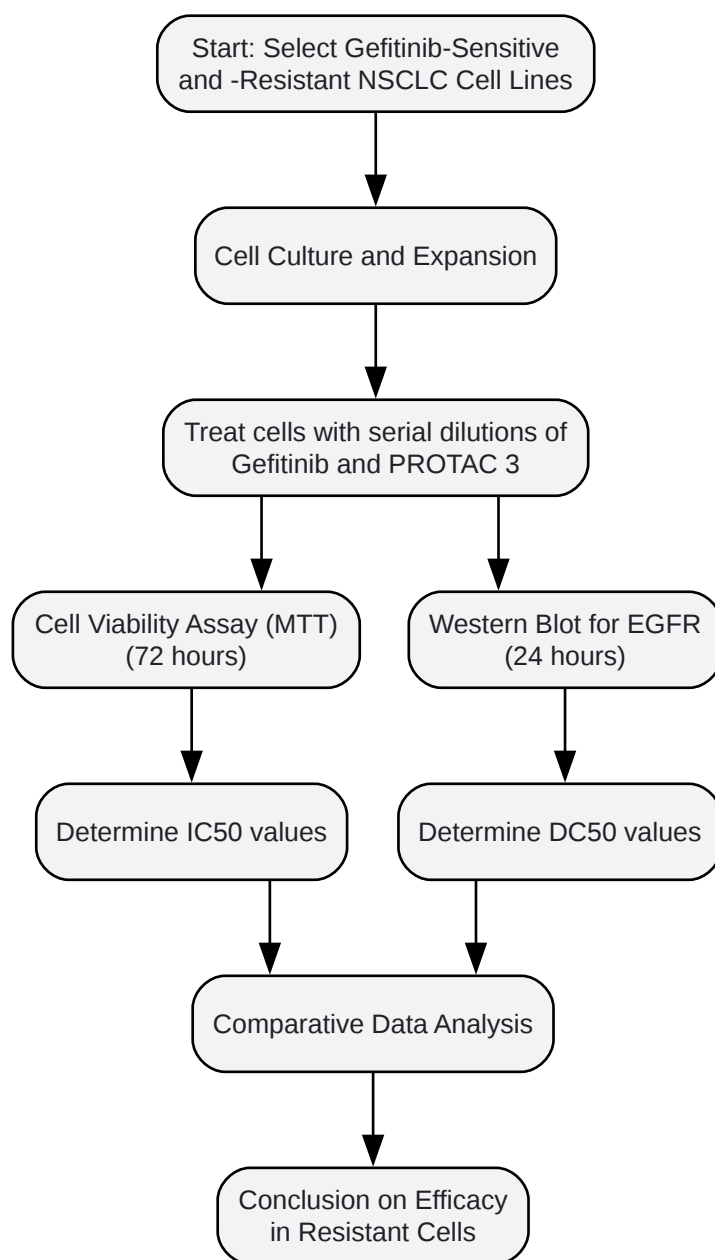 Start: Select Gefitinib-Sensitive
and -Resistant NSCLC Cell Lines
Cell Culture and Expansion
Treat cells with serial dilutions of
Gefitinib and PROTAC 3
Cell Viability Assay (MTT)
(72 hours)
Western Blot for EGFR
(24 hours)
Determine IC50 values
Determine DC50 values
Comparative Data Analysis
Conclusion on Efficacy
in Resistant Cells